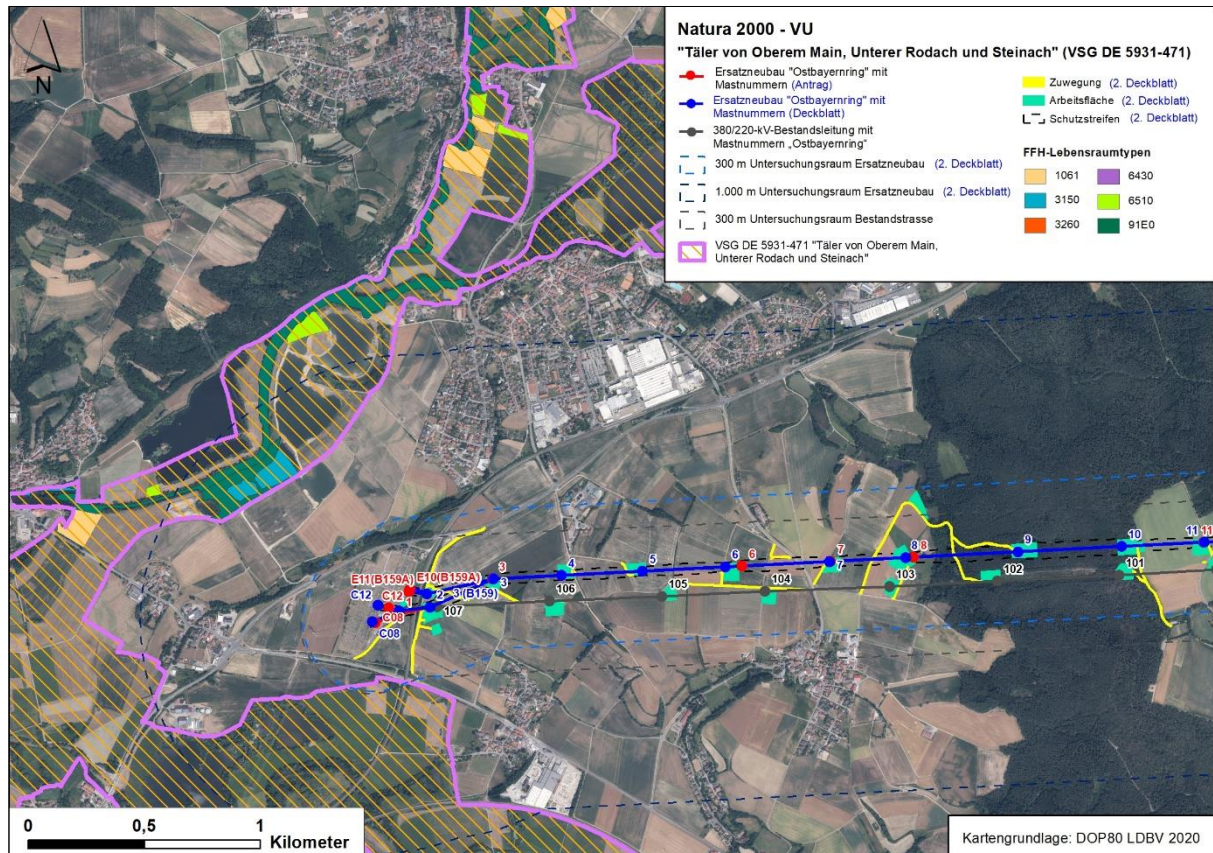 N
Natura 2000 - VU
"Täler von Oberem Main, Unterer Rodach und Steinach" (VSG DE 5931-471)
Ersatzneubau "Ostbayernring" mit
Mastnummern (Antrag)
Ersatzneubau "Ostbayernring" mit
Mastnummern (Deckblatt)
380/220-kV-Bestandsleitung mit
Mastnummern „Ostbayernring"
300 m Untersuchungsraum Ersatzneubau (2. Deckblatt)
1.000 m Untersuchungsraum Ersatzneubau (2. Deckblatt)
300 m Untersuchungsraum Bestandstrasse
VSG DE 5931-471 "Täler von Oberem Main,
Unterer Rodach und Steinach"
Zuwegung (2. Deckblatt)
Arbeitsfläche (2. Deckblatt)
Schutzstreifen (2. Deckblatt)
FFH-Lebensraumtypen
1061 6430
3150 6510
3260 91E0
E11(B159A) E10(B159A) 3 4 5 6 6 7 8 8 9 10 11 11
C12 C12 1 2 3 3 (B159) 7
C08 C08
107 106 105 104 103 102 101
0 0,5 1
Kilometer
Kartengrundlage: DOP80 LDBV 2020